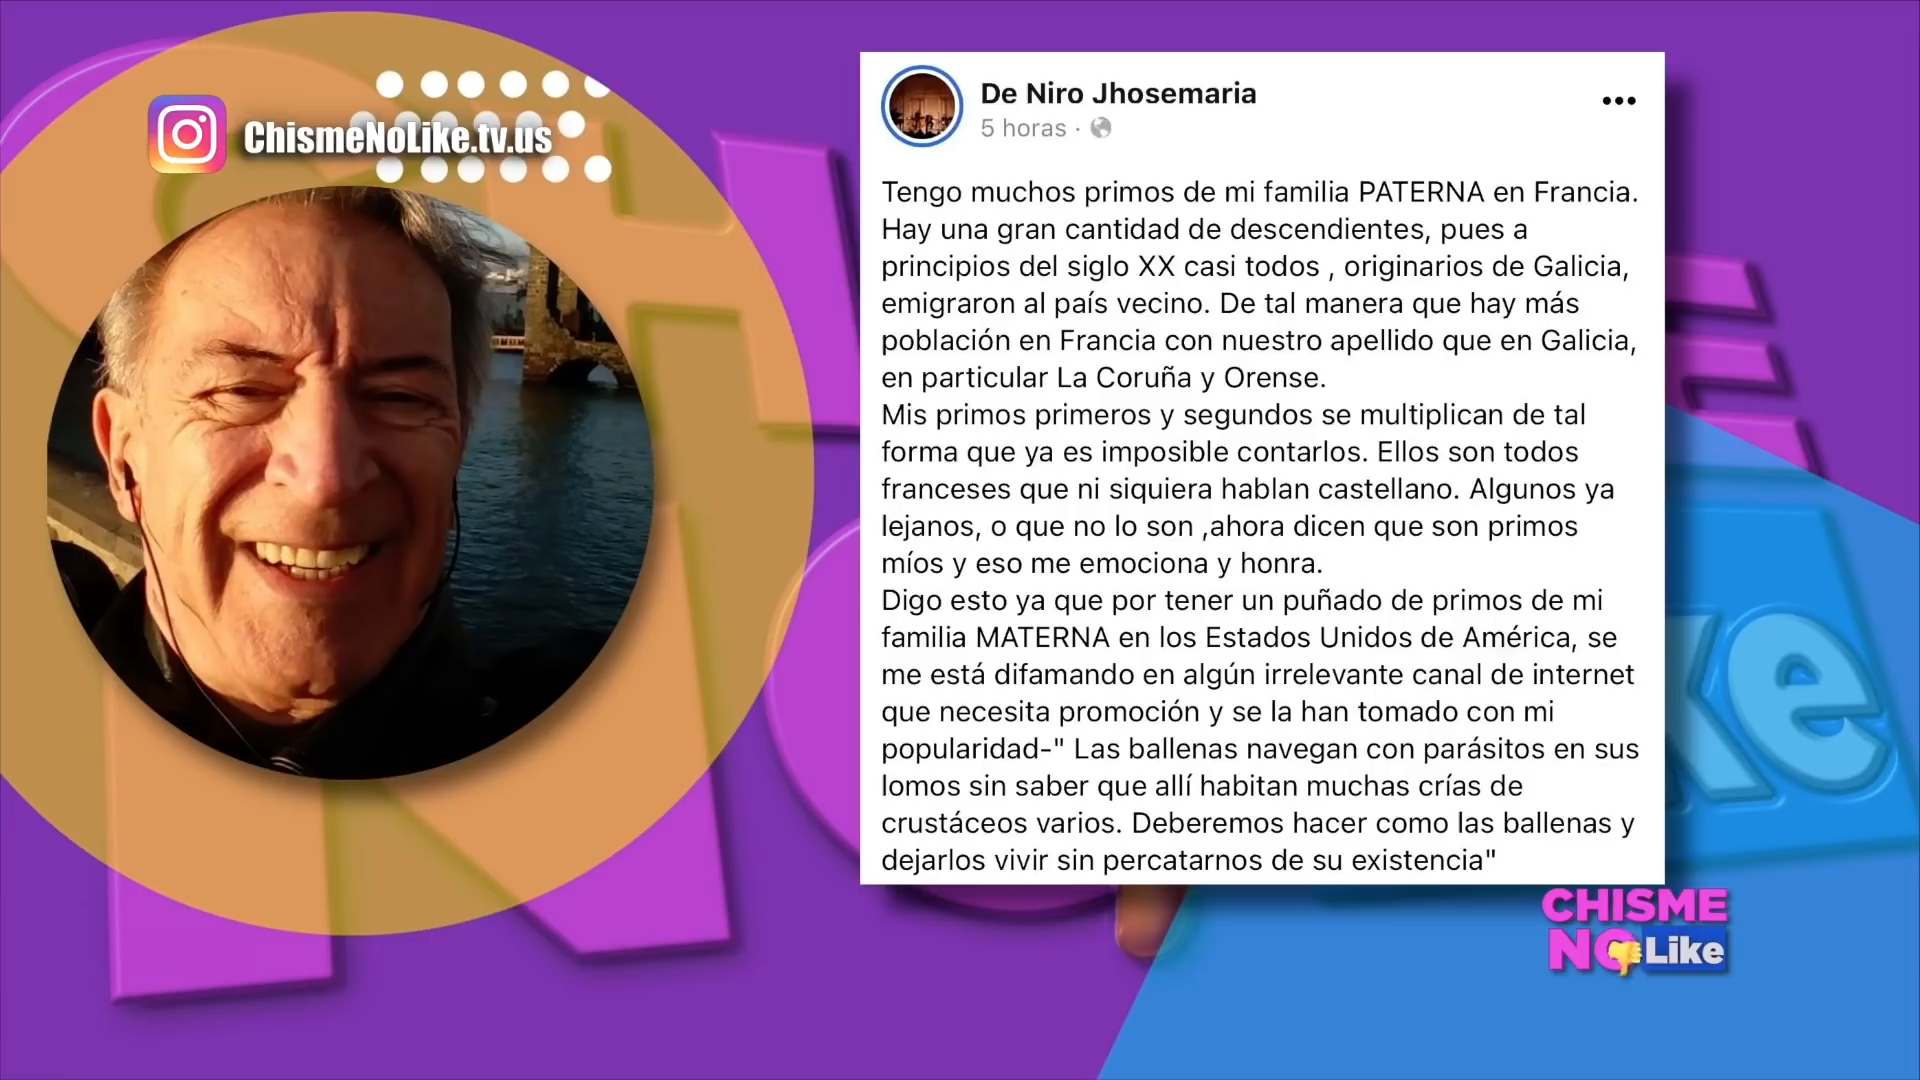 ChismeNoLike.tv.us
De Niro Jhosemaria
5 horas ·
Tengo muchos primos de mi familia PATERNA en Francia.
Hay una gran cantidad de descendientes, pues a
principios del siglo XX casi todos , originarios de Galicia,
emigraron al país vecino. De tal manera que hay más
población en Francia con nuestro apellido que en Galicia,
en particular La Coruña y Orense.
Mis primos primeros y segundos se multiplican de tal
forma que ya es imposible contarlos. Ellos son todos
franceses que ni siquiera hablan castellano. Algunos ya
lejanos, o que no lo son ,ahora dicen que son primos
míos y eso me emociona y honra.
Digo esto ya que por tener un puñado de primos de mi
familia MATERNA en los Estados Unidos de América, se
me está difamando en algún irrelevante canal de internet
que necesita promoción y se la han tomado con mi
popularidad-" Las ballenas navegan con parásitos en sus
lomos sin saber que allí habitan muchas crías de
crustáceos varios. Deberemos hacer como las ballenas y
dejarlos vivir sin percatarnos de su existencia"
CHISME
NO Like